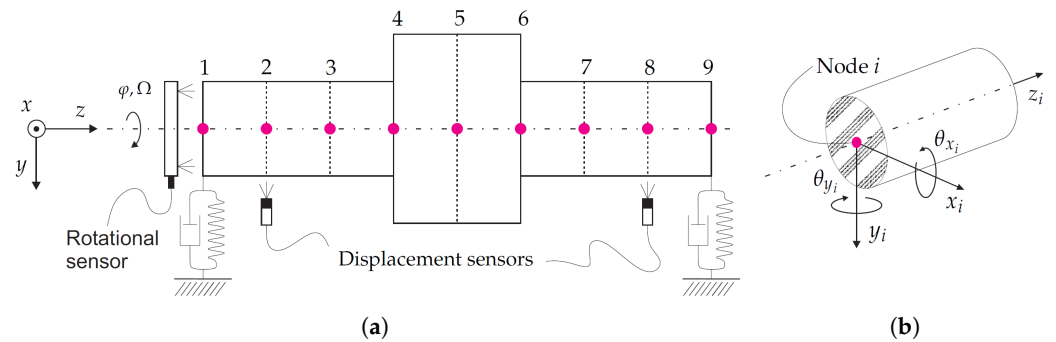 4 5 6
1 2 3 7 8 9
φ, Ω
x
z
y
Rotational
sensor
Displacement sensors
(a)
Node i
z_i
θ_{x_i}
θ_{y_i}
x_i
y_i
(b)